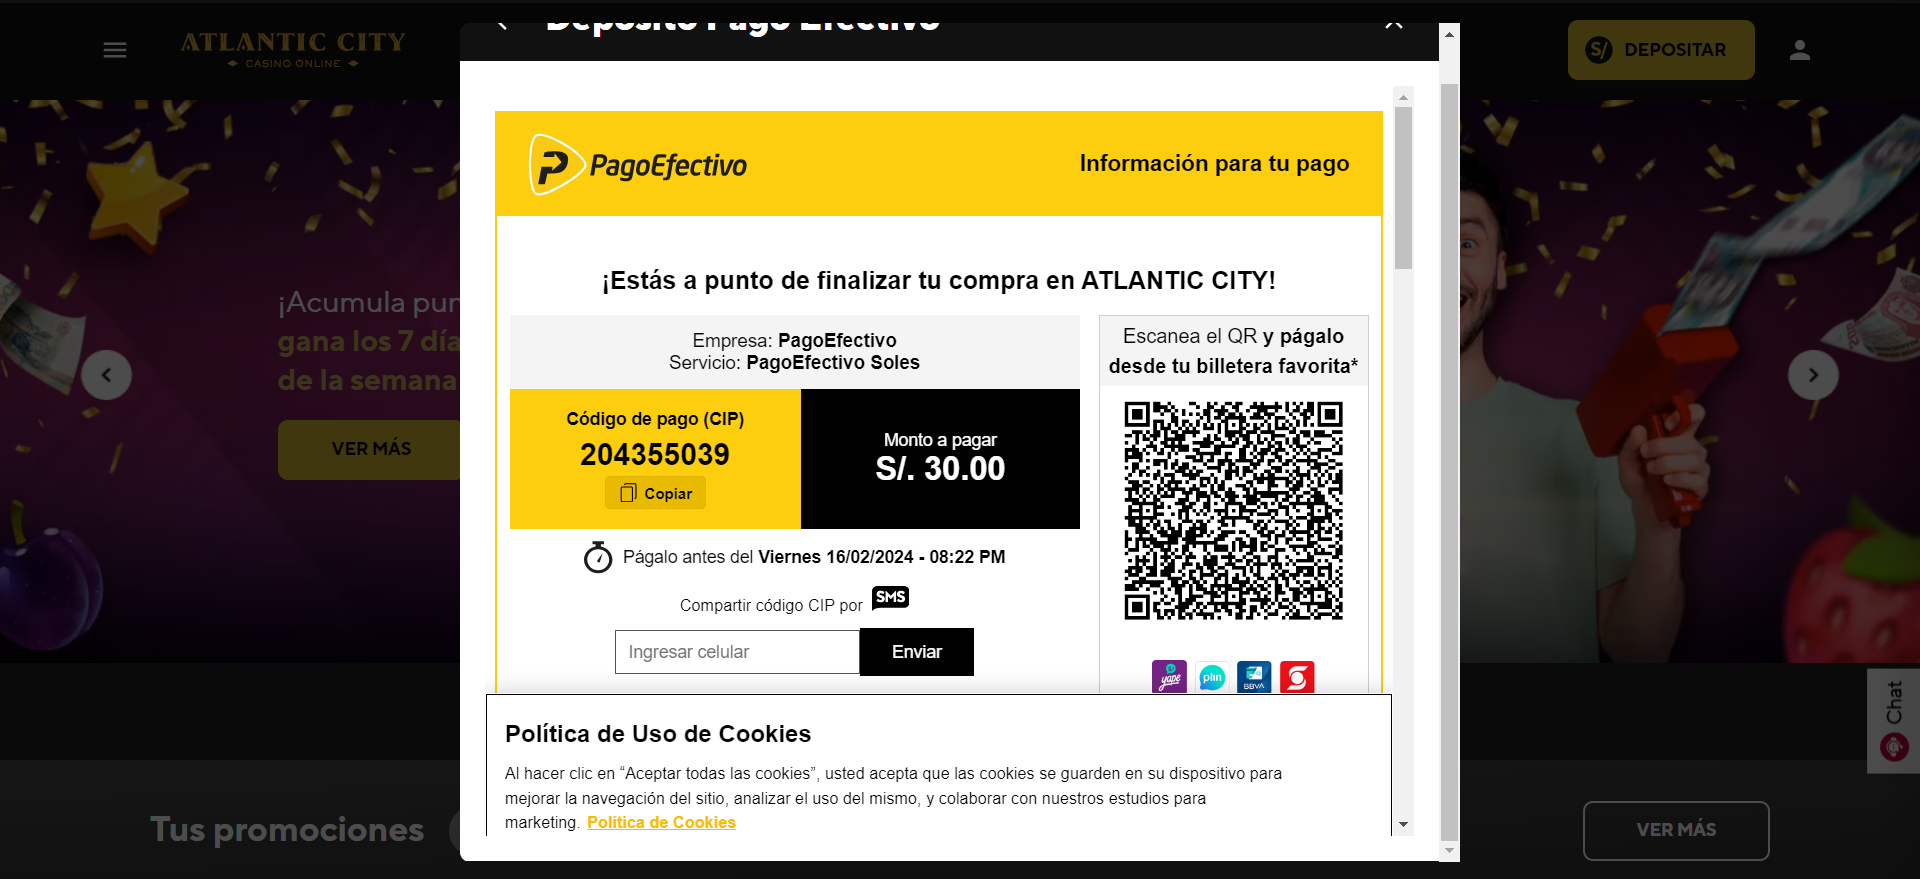 Depósito Pago Efectivo
ATLANTIC CITY
CASINO ONLINE
S/ DEPOSITAR
PagoEfectivo
Información para tu pago
¡Estás a punto de finalizar tu compra en ATLANTIC CITY!
Empresa: PagoEfectivo
Servicio: PagoEfectivo Soles
Código de pago (CIP)
204355039
Copiar
Monto a pagar
S/. 30.00
Págalo antes del Viernes 16/02/2024 - 08:22 PM
Compartir código CIP por SMS
Ingresar celular
Enviar
Escanea el QR y págalo
desde tu billetera favorita*
yape
plin
BBVA
¡Acumula pun
gana los 7 día
de la semana
VER MÁS
Política de Uso de Cookies
Al hacer clic en “Aceptar todas las cookies”, usted acepta que las cookies se guarden en su dispositivo para
mejorar la navegación del sitio, analizar el uso del mismo, y colaborar con nuestros estudios para
marketing. Política de Cookies
Chat
Tus promociones
VER MÁS